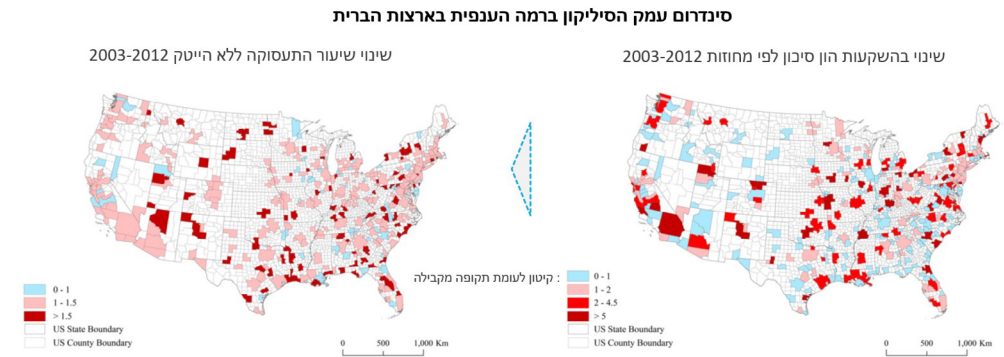 סינדרום עמק הסיליקון ברמה הענפית בארצות הברית
שינוי בהשקעות הון סיכון לפי מחוזות 2003-2012
שינוי שיעור התעסוקה ללא הייטק 2003-2012
קיטון לעומת תקופה מקבילה :
0 - 1
1 - 2
2 - 4.5
> 5
US State Boundary
US County Boundary
0 500 1,000 Km
0 - 1
1 - 1.5
> 1.5
US State Boundary
US County Boundary
0 500 1,000 Km